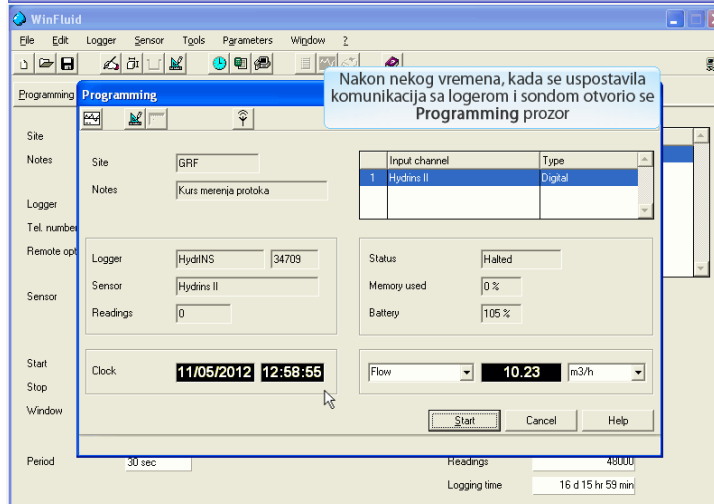 WinFluid
File Edit Logger Sensor Tools Parameters Window ?
Nakon nekog vremena, kada se uspostavila
komunikacija sa logerom i sondom otvorio se
Programming prozor
Programming
Programming
Site
Notes
Logger
Tel. number
Remote opt
Sensor
Start
Stop
Window
Period 30 sec
Site GRF
Notes Kurs merenja protoka
Input channel Type
1 Hydrins II Digital
Logger HydrINS 34709
Sensor Hydrins II
Readings 0
Status Halted
Memory used 0 %
Battery 105 %
Clock 11/05/2012 12:58:55
Flow 10.23 m3/h
Start Cancel Help
Readings 48000
Logging time 16 d 15 hr 59 min